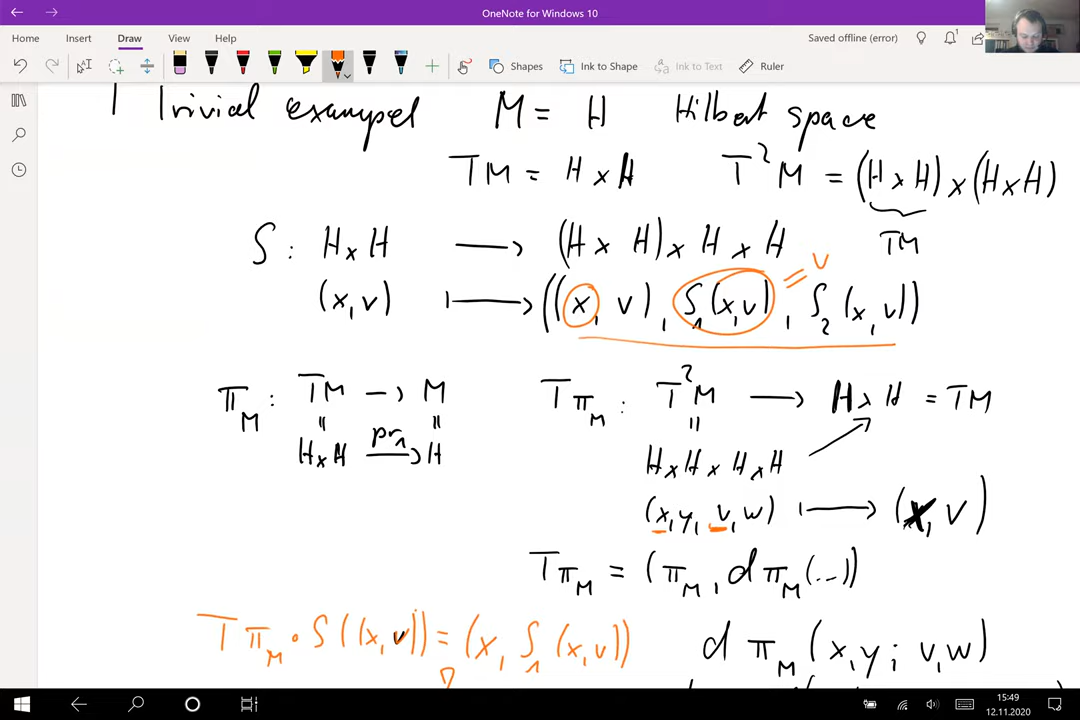 OneNote for Windows 10
Home Insert Draw View Help Saved offline (error)
Shapes Ink to Shape Ink to Text Ruler
1 Trivial exampel M = H Hilbert space
TM = H × H T²M = (H × H) × (H × H)
TM
S : H × H ⟶ (H × H) × H × H
= v
(x, v) ⟼ ((x, v), S₁(x,v), S₂(x,v))
π_M : TM → M Tπ_M : T²M ⟶ H × H = TM
H × H pr₁ → H H × H × H × H
(x, y, v, w) ⟼ (x, v)
Tπ_M = (π_M, dπ_M(...))
Tπ_M ∘ S((x,v)) = (x, S₁(x,v))
dπ_M (x, y; v, w)
15:49
12.11.2020